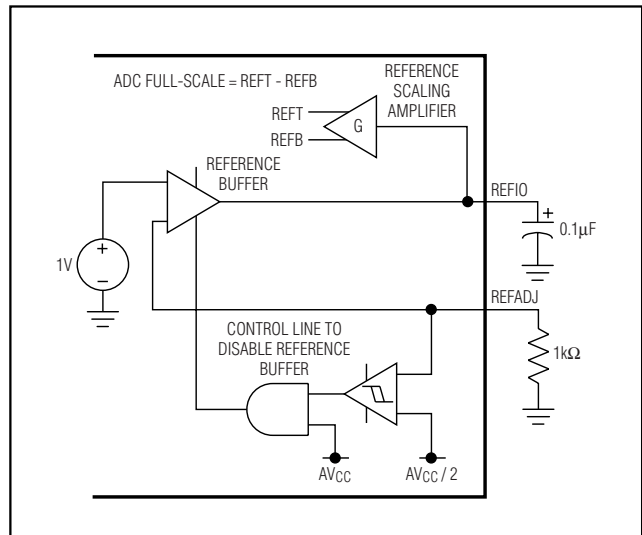 ADC FULL-SCALE = REFT - REFB
REFERENCE
SCALING
AMPLIFIER
REFT
REFB
G
REFERENCE
BUFFER
REFIO
+
0.1µF
1V
+
−
REFADJ
CONTROL LINE TO
DISABLE REFERENCE
BUFFER
1kΩ
AVCC
AVCC / 2